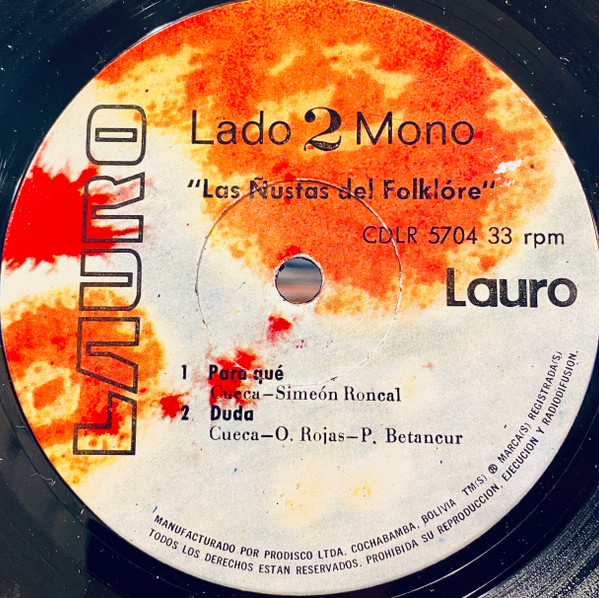 LAURO
Lado 2 Mono
"Las Ñustas del Folklóre"
CDLR 5704 33 rpm
Lauro
1 Para qué
Cueca–Simeón Roncal
2 Duda
Cueca–O. Rojas–P. Betancur
MANUFACTURADO POR PRODISCO LTDA. COCHABAMBA, BOLIVIA TM(S) ® MARCA(S) REGISTRADA(S)
TODOS LOS DERECHOS ESTAN RESERVADOS. PROHIBIDA SU REPRODUCCION, EJECUCION Y RADIODIFUSION.